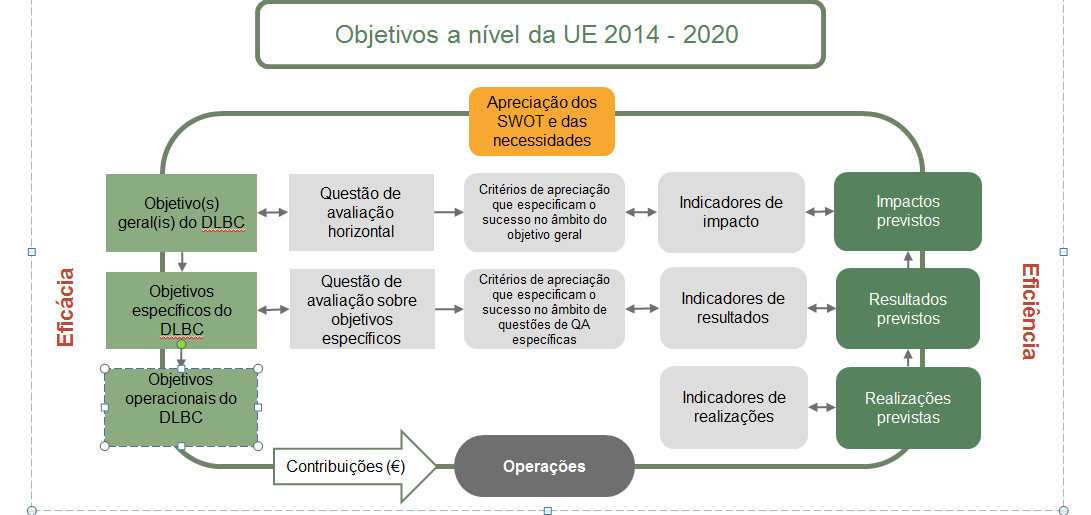 Objetivos a nível da UE 2014 - 2020
Apreciação dos
SWOT e das
necessidades
Objetivo(s)
geral(is) do DLBC
Questão de
avaliação
horizontal
Critérios de apreciação
que especificam o
sucesso no âmbito do
objetivo geral
Indicadores de
impacto
Impactos
previstos
Eficácia
Objetivos
específicos do
DLBC
Questão de
avaliação sobre
objetivos
específicos
Critérios de apreciação
que especificam o
sucesso no âmbito de
questões de QA
específicas
Indicadores de
resultados
Resultados
previstos
Eficiência
Objetivos
operacionais do
DLBC
Indicadores de
realizações
Realizações
previstas
Contribuições (€)
Operações